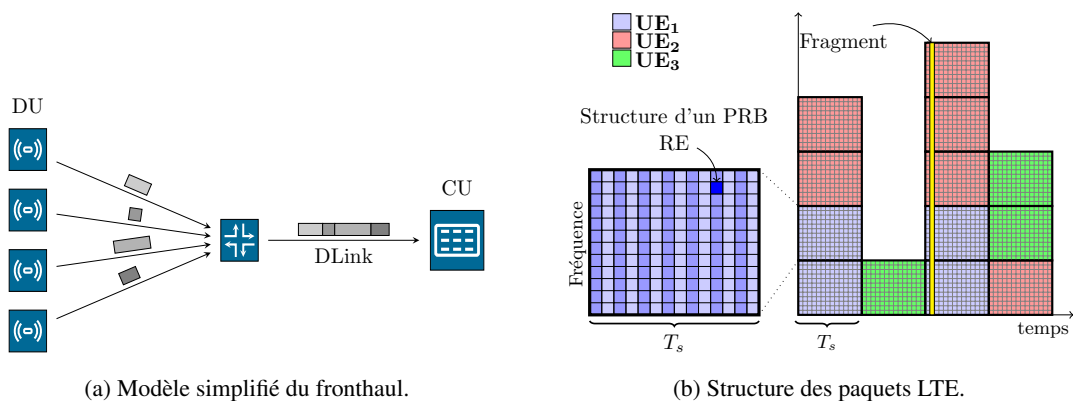 DU
CU
DLink
(a) Modèle simplifié du fronthaul.
UE₁
UE₂
UE₃
Fragment
Structure d'un PRB
RE
Fréquence
Tₛ
Tₛ
temps
(b) Structure des paquets LTE.